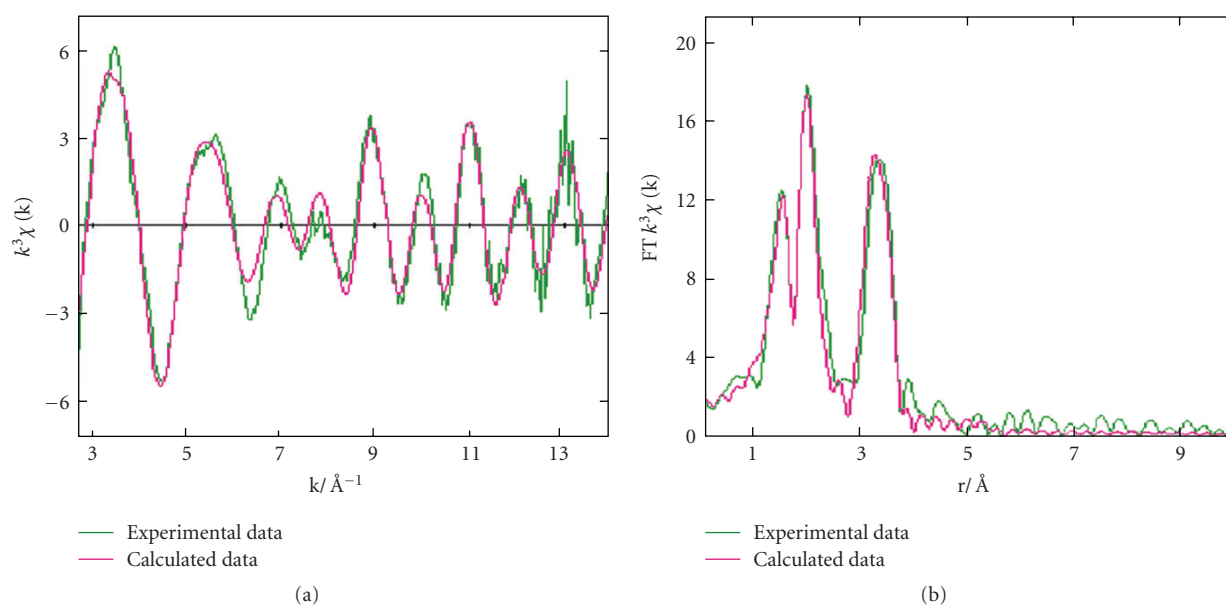 6
3
0
−3
−6
k³χ (k)
3 5 7 9 11 13
k/ Å⁻¹
Experimental data
Calculated data
(a)
20
16
12
8
4
0
FT k³χ (k)
1 3 5 7 9
r/ Å
Experimental data
Calculated data
(b)